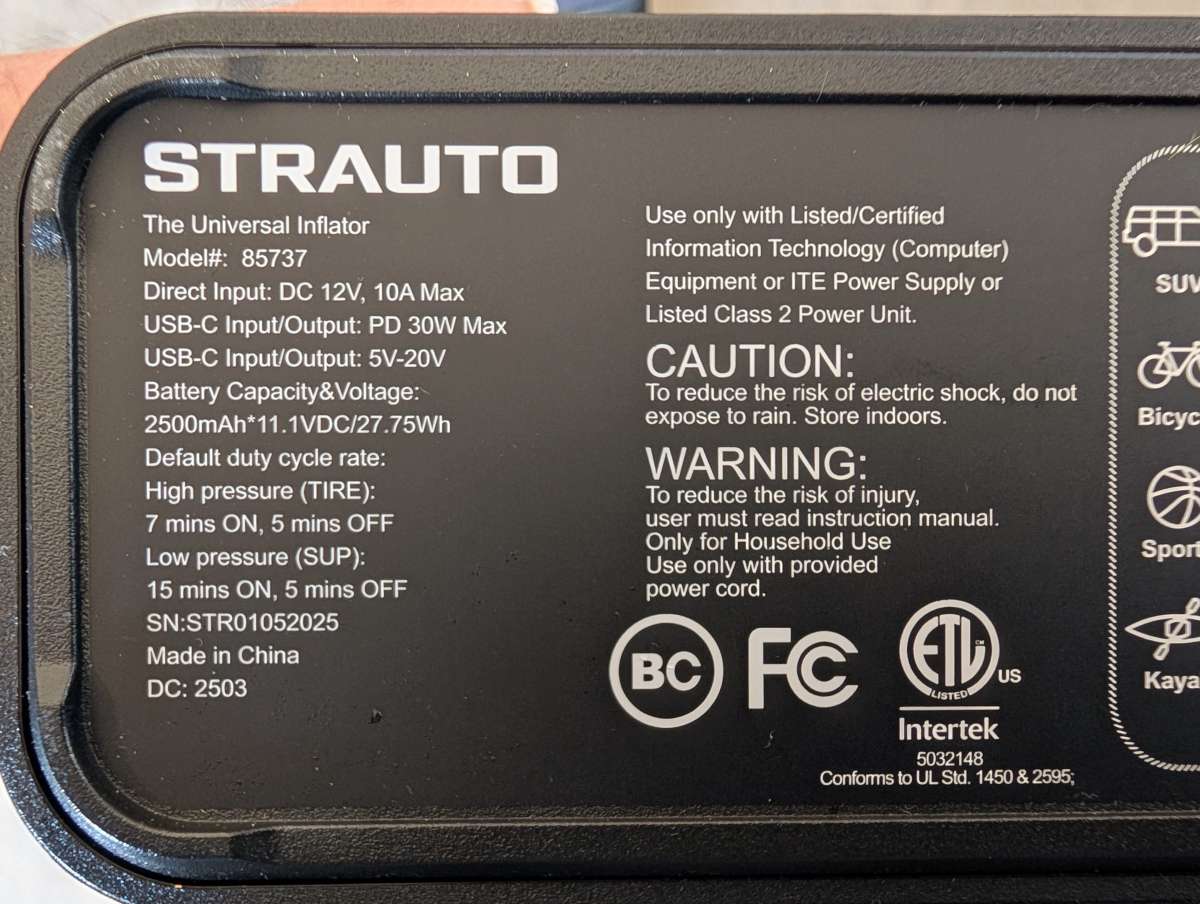 STRAUTO
The Universal Inflator
Model#: 85737
Direct Input: DC 12V, 10A Max
USB-C Input/Output: PD 30W Max
USB-C Input/Output: 5V-20V
Battery Capacity&Voltage:
2500mAh*11.1VDC/27.75Wh
Default duty cycle rate:
High pressure (TIRE):
7 mins ON, 5 mins OFF
Low pressure (SUP):
15 mins ON, 5 mins OFF
SN:STR01052025
Made in China
DC: 2503
Use only with Listed/Certified
Information Technology (Computer)
Equipment or ITE Power Supply or
Listed Class 2 Power Unit.
CAUTION:
To reduce the risk of electric shock, do not
expose to rain. Store indoors.
WARNING:
To reduce the risk of injury,
user must read instruction manual.
Only for Household Use
Use only with provided
power cord.
BC
FC
ETL CM
LISTED
US
Intertek
5032148
Conforms to UL Std. 1450 & 2595;
SUV